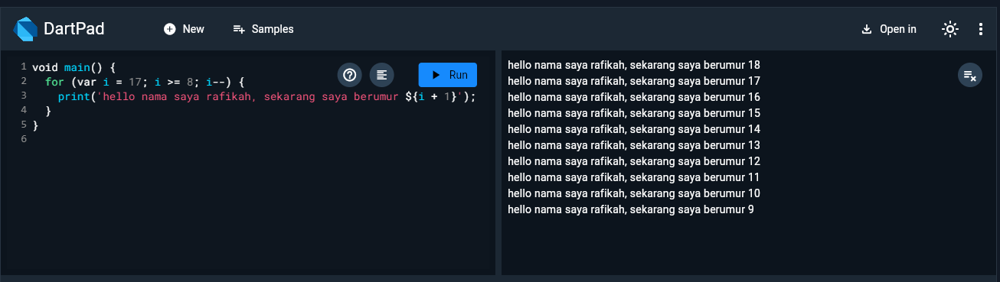 DartPad
New
Samples
Open in
1 void main() {
2   for (var i = 17; i >= 8; i--) {
3     print('hello nama saya rafikah, sekarang saya berumur ${i + 1}');
4   }
5 }
6
Run
hello nama saya rafikah, sekarang saya berumur 18
hello nama saya rafikah, sekarang saya berumur 17
hello nama saya rafikah, sekarang saya berumur 16
hello nama saya rafikah, sekarang saya berumur 15
hello nama saya rafikah, sekarang saya berumur 14
hello nama saya rafikah, sekarang saya berumur 13
hello nama saya rafikah, sekarang saya berumur 12
hello nama saya rafikah, sekarang saya berumur 11
hello nama saya rafikah, sekarang saya berumur 10
hello nama saya rafikah, sekarang saya berumur 9